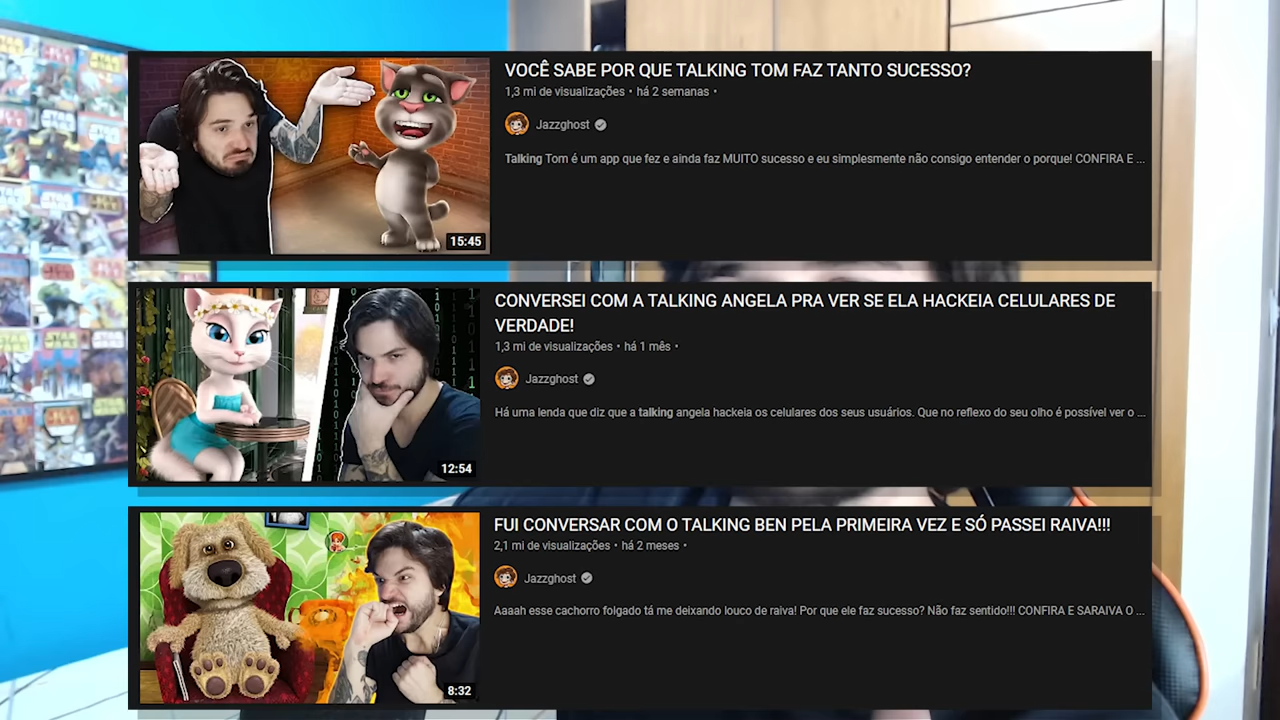 VOCÊ SABE POR QUE TALKING TOM FAZ TANTO SUCESSO?
1,3 mi de visualizações • há 2 semanas •
Jazzghost
Talking Tom é um app que fez e ainda faz MUITO sucesso e eu simplesmente não consigo entender o porque! CONFIRA E ...
15:45
CONVERSEI COM A TALKING ANGELA PRA VER SE ELA HACKEIA CELULARES DE
VERDADE!
1,3 mi de visualizações • há 1 mês •
Jazzghost
Há uma lenda que diz que a talking angela hackeia os celulares dos seus usuários. Que no reflexo do seu olho é possível ver o ...
12:54
FUI CONVERSAR COM O TALKING BEN PELA PRIMEIRA VEZ E SÓ PASSEI RAIVA!!!
2,1 mi de visualizações • há 2 meses •
Jazzghost
Aaaah esse cachorro folgado tá me deixando louco de raiva! Por que ele faz sucesso? Não faz sentido!!! CONFIRA E SARAIVA O ...
8:32